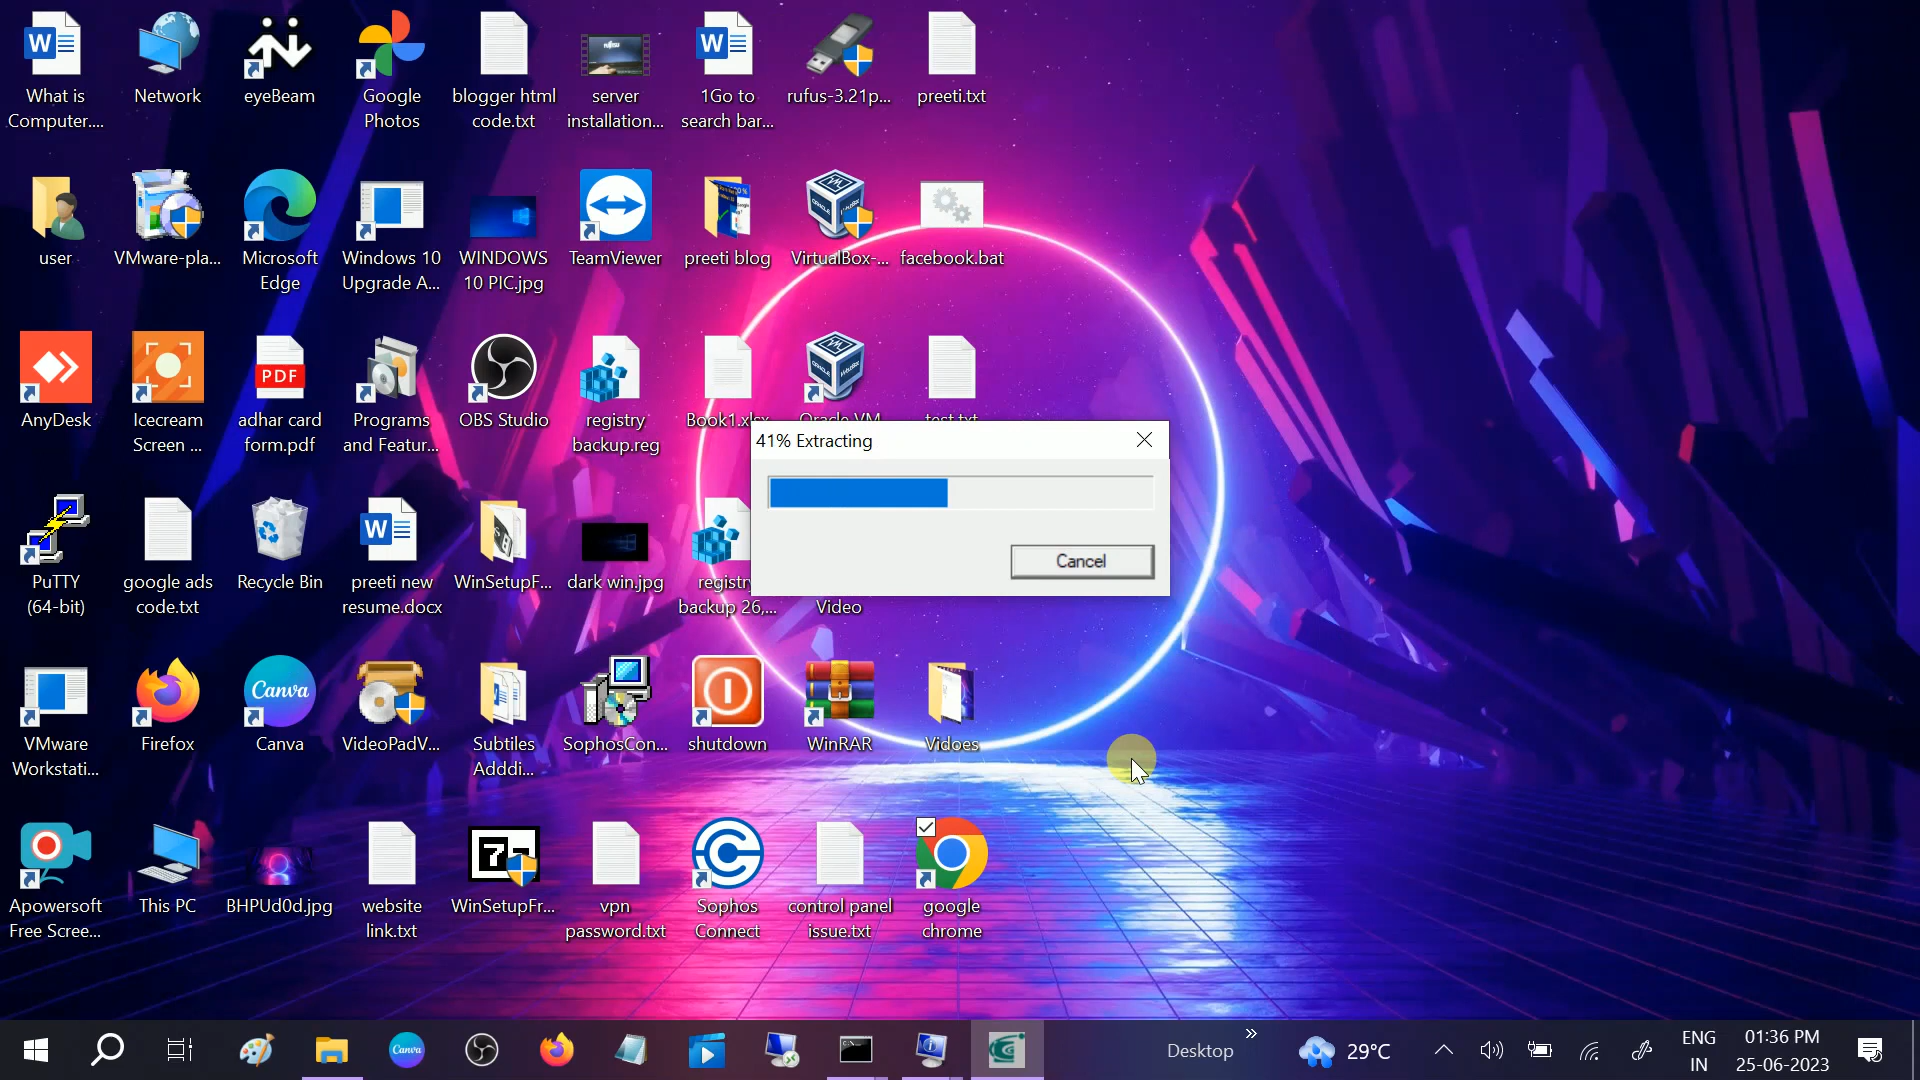 What is
Computer....
Network
eyeBeam
Google
Photos
blogger html
code.txt
server
installation...
1Go to
search bar...
rufus-3.21p...
preeti.txt
user
VMware-pla...
Microsoft
Edge
Windows 10
Upgrade A...
WINDOWS
10 PIC.jpg
TeamViewer
preeti blog
VirtualBox-...
facebook.bat
AnyDesk
Icecream
Screen ...
PDF
adhar card
form.pdf
Programs
and Featur...
OBS Studio
registry
backup.reg
Book1.xlsx
Oracle VM
test.txt
41% Extracting
Cancel
PuTTY
(64-bit)
google ads
code.txt
Recycle Bin
preeti new
resume.docx
WinSetupF...
dark win.jpg
registry
backup 26,...
Video
VMware
Workstati...
Firefox
Canva
Canva
VideoPadV...
Subtiles
Adddi...
SophosCon...
shutdown
WinRAR
Vidoes
Apowersoft
Free Scree...
This PC
BHPUd0d.jpg
website
link.txt
WinSetupFr...
vpn
password.txt
Sophos
Connect
control panel
issue.txt
google
chrome
Canva
Desktop
29°C
ENG
IN
01:36 PM
25-06-2023